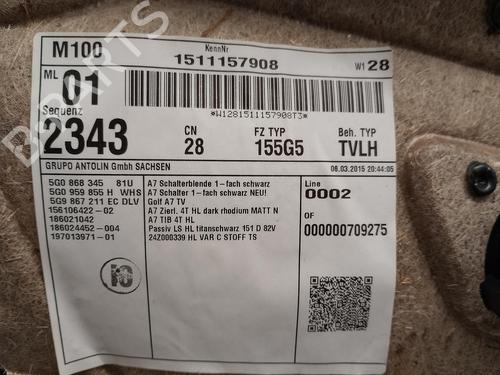 M100
KennNr
1511157908
W1 28
ML
01
*W1281511157908T3*
Sequenz
2343
CN
28
FZ TYP
155G5
Beh. TYP
TVLH
GRUPO ANTOLIN GmbH SACHSEN
06.03.2015 20:44:05
5G0 868 345 81U A7 Schalterblende 1-fach schwarz
5G0 959 855 H WHS A7 Schalter 1-fach schwarz neu!
5G9 867 211 EC DLV Golf A7 TV
156106422-02 A7 Zierl. 4T HL dark rhodium MATT N
186021042 A7 TIB 4T HL
186024452-004 Passiv LS HL titanschwarz 151 D 82V
197013971-01 24Z000339 HL VAR C STOFF TS
Line
0002
OF
000000709275
iO
B-PARTS